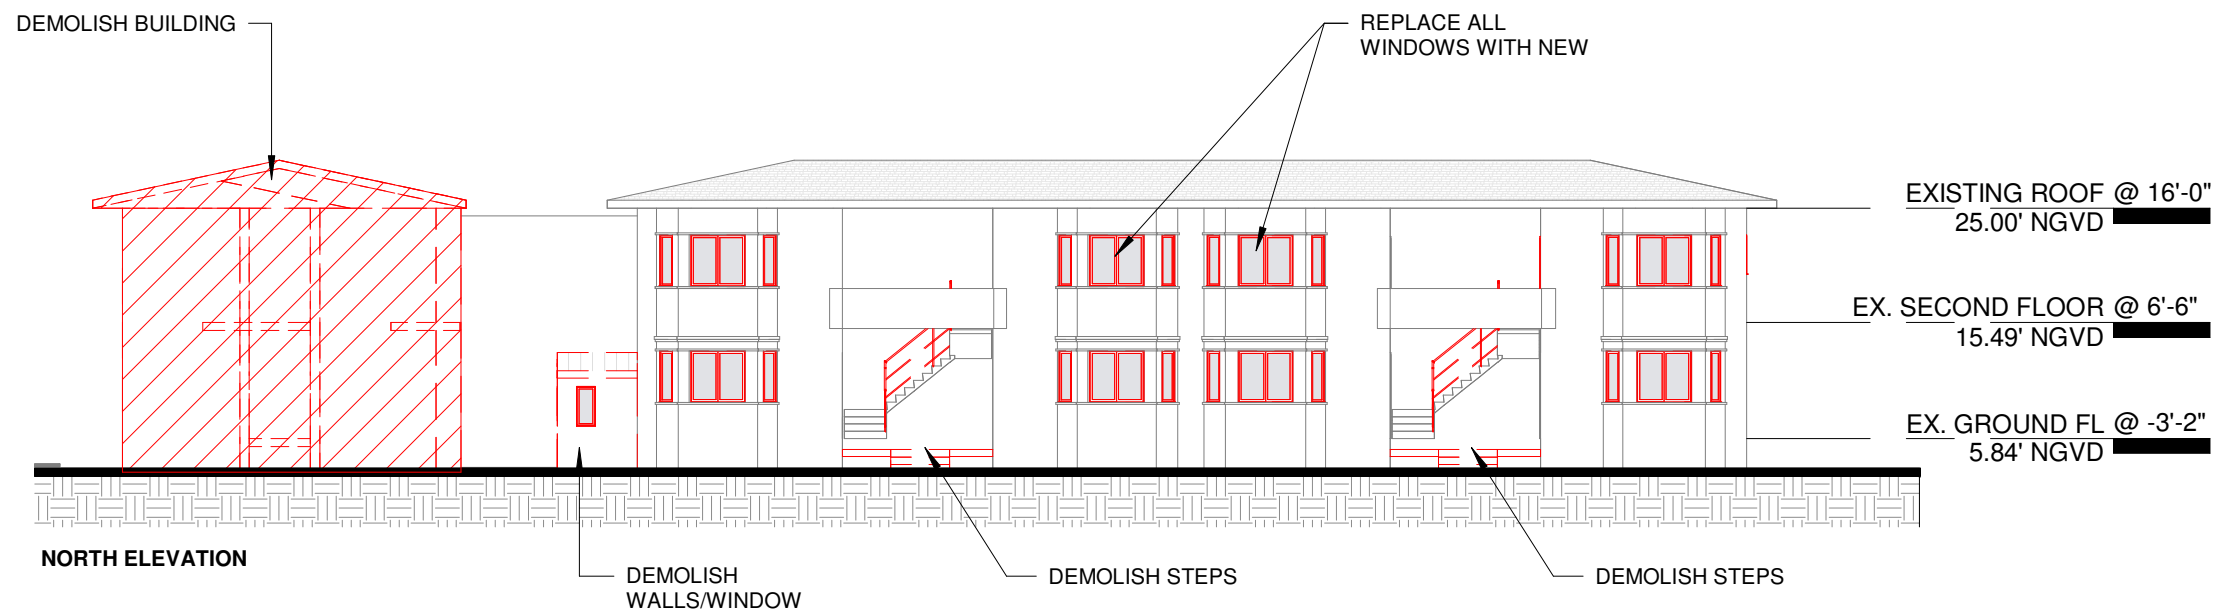 DEMOLISH BUILDING
REPLACE ALL
WINDOWS WITH NEW
EXISTING ROOF @ 16'-0"
25.00' NGVD
EX. SECOND FLOOR @ 6'-6"
15.49' NGVD
EX. GROUND FL @ -3'-2"
5.84' NGVD
NORTH ELEVATION
DEMOLISH
WALLS/WINDOW
DEMOLISH STEPS
DEMOLISH STEPS